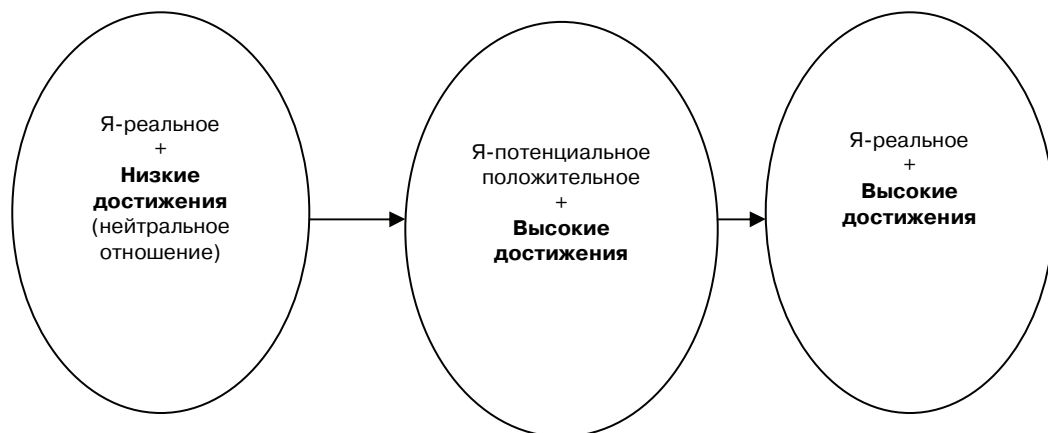 Я-реальное
+
Низкие
достижения
(нейтральное
отношение)
Я-потенциальное
положительное
+
Высокие
достижения
Я-реальное
+
Высокие
достижения